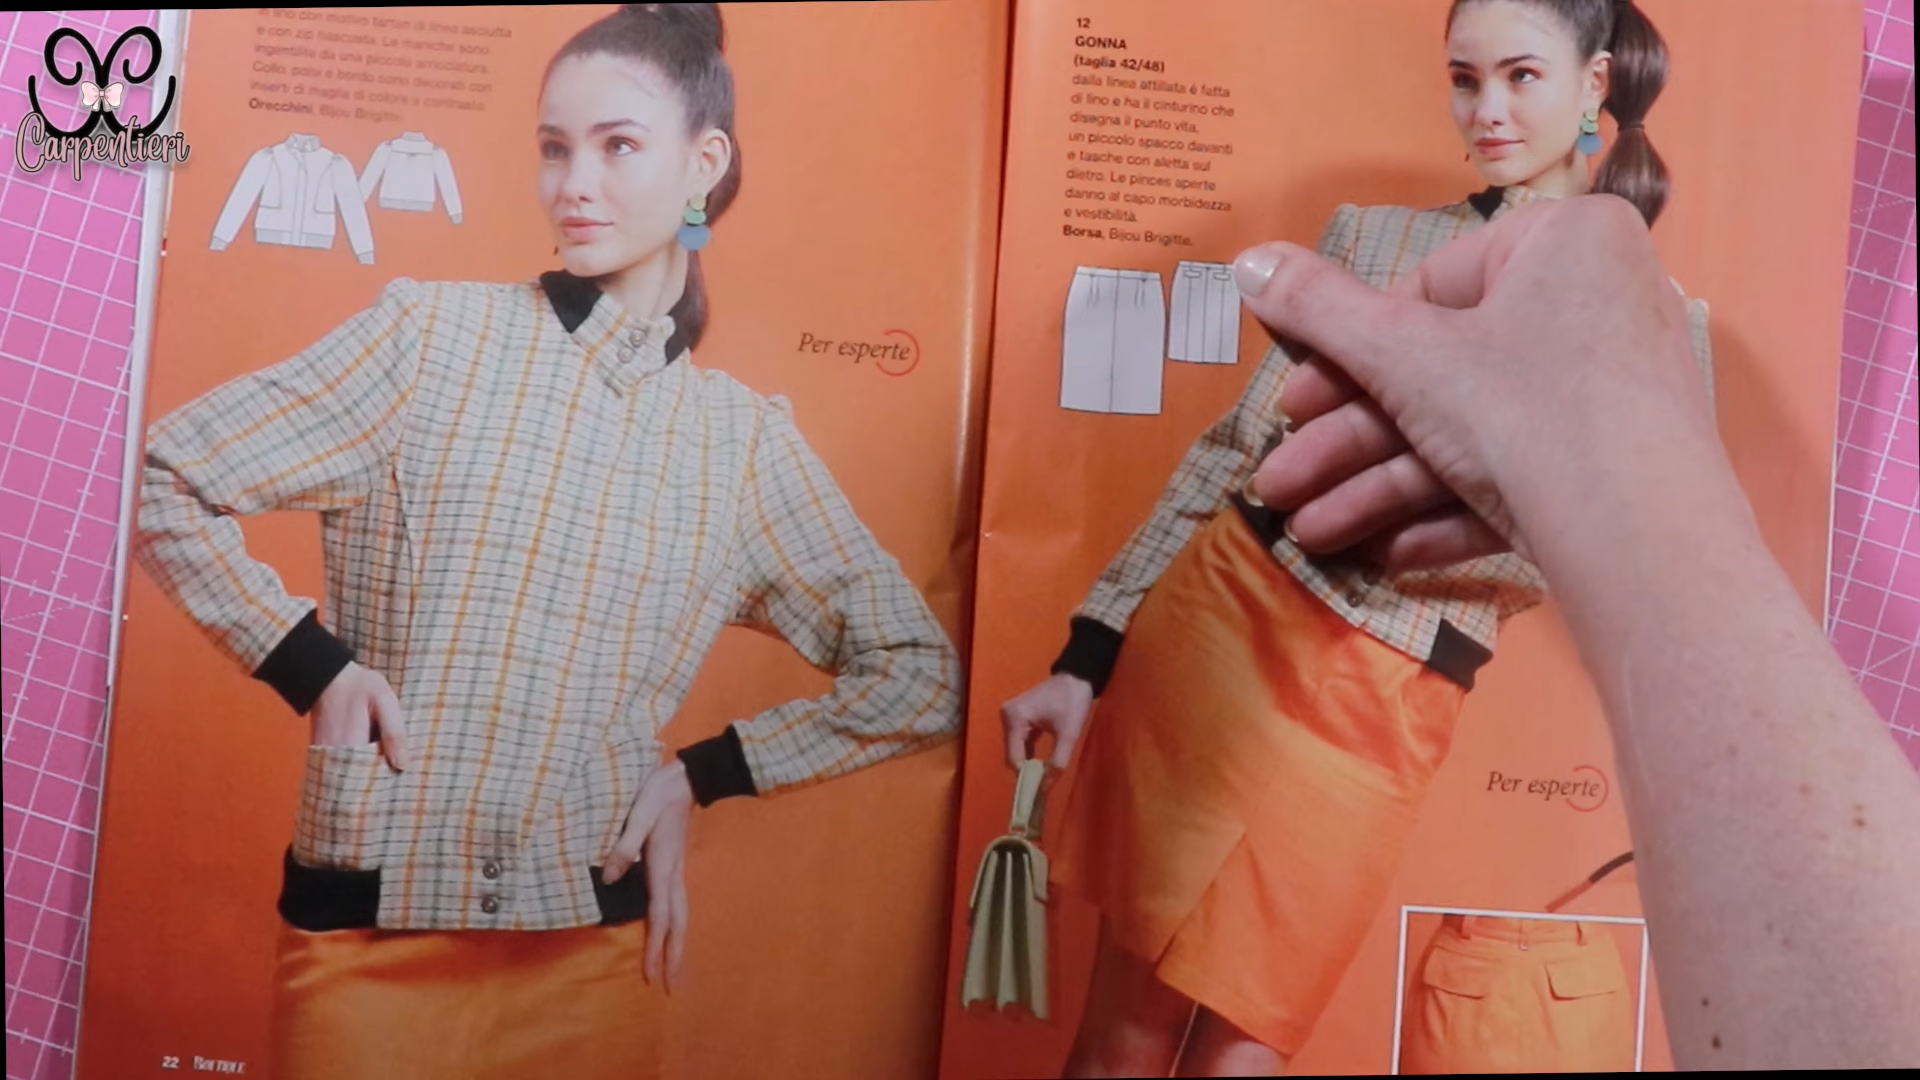 Carpentieri
in lino con motivo tartan di linea asciutta
e con zip nascosta. Le maniche sono
ingentilite da una piccola arricciatura.
Collo, polsi e bordo sono decorati con
inserti di maglia di colore a contrasto.
Orecchini, Bijou Brigitte.
Per esperte
22 BOUTIQUE
12
GONNA
(taglia 42/48)
dalla linea attillata è fatta
di lino e ha il cinturino che
disegna il punto vita,
un piccolo spacco davanti
e tasche con aletta sul
dietro. Le pinces aperte
danno al capo morbidezza
e vestibilità.
Borsa, Bijou Brigitte.
Per esperte